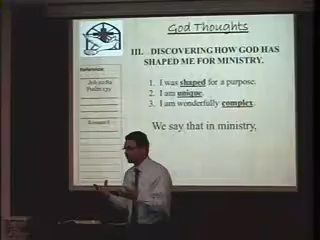 God Thoughts
III. DISCOVERING HOW GOD HAS
SHAPED ME FOR MINISTRY.
Reference:
1. I was shaped for a purpose.
2. I am unique.
3. I am wonderfully complex.
We say that in ministry,